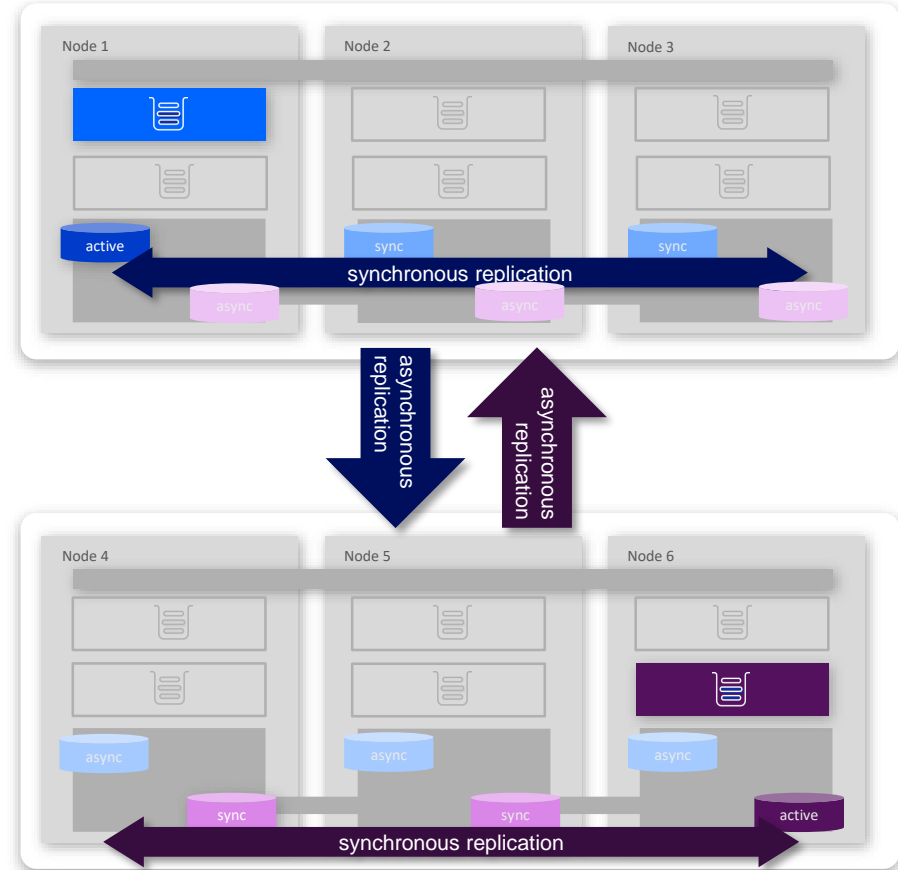 Node 1
Node 2
Node 3
active
sync
sync
synchronous replication
async
async
async
asynchronous
replication
asynchronous
replication
Node 4
Node 5
Node 6
async
async
async
sync
sync
active
synchronous replication